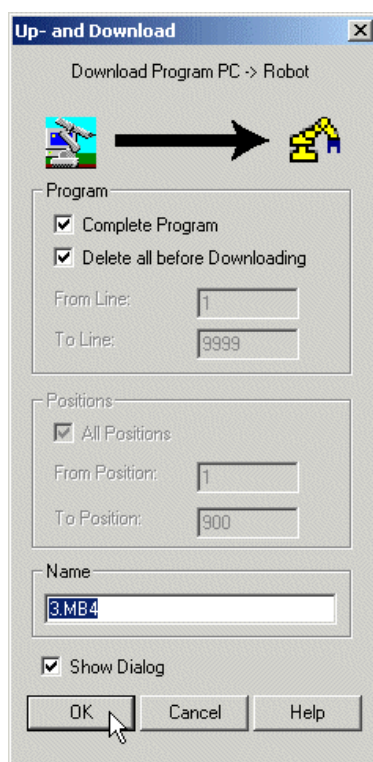 Up- and Download
Download Program PC -> Robot
Program
Complete Program
Delete all before Downloading
From Line: 1
To Line: 9999
Positions
All Positions
From Position: 1
To Position: 900
Name
3.MB4
Show Dialog
OK Cancel Help